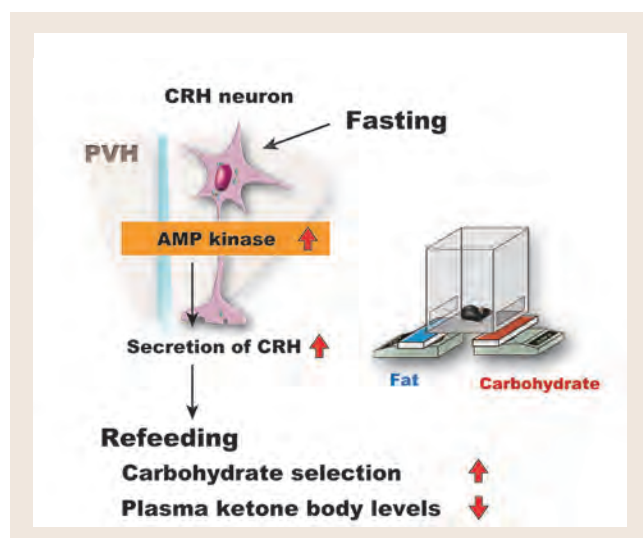 CRH neuron
Fasting
PVH
AMP kinase
Secretion of CRH
Fat
Carbohydrate
Refeeding
Carbohydrate selection
Plasma ketone body levels